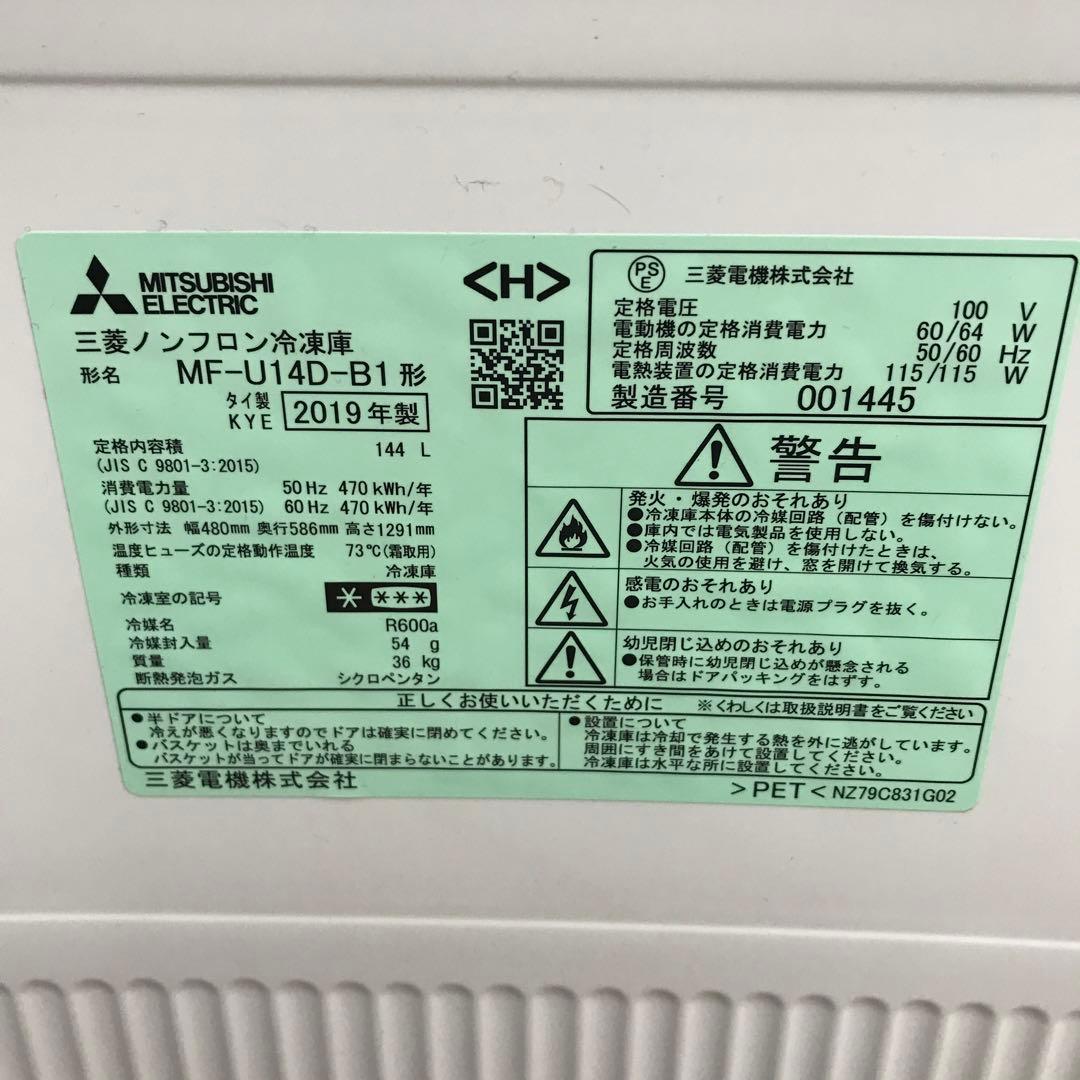 MITSUBISHI
ELECTRIC
三菱ノンフロン冷凍庫
形名 MF-U14D-B1形
タイ製
KYE 2019年製
定格内容積 144 L
(JIS C 9801-3:2015)
消費電力量 50Hz 470kWh/年
(JIS C 9801-3:2015) 60Hz 470kWh/年
外形寸法 幅480mm 奥行586mm 高さ1291mm
温度ヒューズの定格動作温度 73℃(霜取用)
種類 冷凍庫
冷凍室の記号 * ***
冷媒名 R600a
冷媒封入量 54 g
質量 36 kg
断熱発泡ガス シクロペンタン
<H>
PS
E 三菱電機株式会社
定格電圧 100 V
電動機の定格消費電力 60/64 W
定格周波数 50/60 Hz
電熱装置の定格消費電力 115/115 W
製造番号 001445
警告
発火・爆発のおそれあり
●冷凍庫本体の冷媒回路（配管）を傷付けない。
●庫内では電気製品を使用しない。
●冷媒回路（配管）を傷付けたときは、
火気の使用を避け、窓を開けて換気する。
感電のおそれあり
●お手入れのときは電源プラグを抜く。
幼児閉じ込めのおそれあり
●保管時に幼児閉じ込めが懸念される
場合はドアパッキングをはずす。
正しくお使いいただくために ※くわしくは取扱説明書をご覧ください
●半ドアについて
冷えが悪くなりますのでドアは確実に閉めてください。
●バスケットは奥までいれる
バスケットが当ってドアが確実に閉まらないことがあります。
●設置について
冷凍庫は冷却で発生する熱を外に逃がしています。
周囲にすき間をあけて設置してください。
冷凍庫は水平な所に設置してください。
三菱電機株式会社
>PET< NZ79C831G02